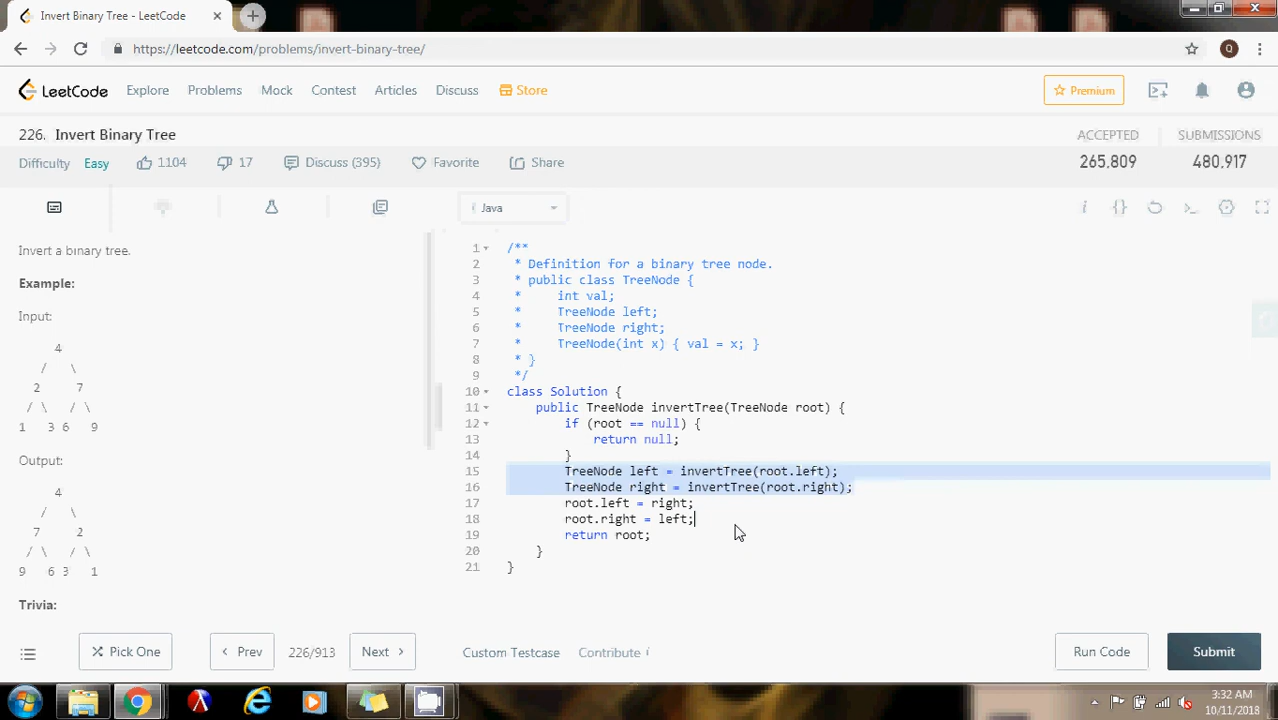 Invert Binary Tree - LeetCode
https://leetcode.com/problems/invert-binary-tree/
Q
LeetCode Explore Problems Mock Contest Articles Discuss Store Premium
226. Invert Binary Tree
ACCEPTED SUBMISSIONS
Difficulty Easy 1104 17 Discuss (395) Favorite Share
265,809 480,917
Java
Invert a binary tree.
Example:
Input:
4
/ \
2 7
/ \ / \
1 3 6 9
Output:
4
/ \
7 2
/ \ / \
9 6 3 1
Trivia:
1 /**
2 * Definition for a binary tree node.
3 * public class TreeNode {
4 * int val;
5 * TreeNode left;
6 * TreeNode right;
7 * TreeNode(int x) { val = x; }
8 * }
9 */
10 class Solution {
11 public TreeNode invertTree(TreeNode root) {
12 if (root == null) {
13 return null;
14 }
15 TreeNode left = invertTree(root.left);
16 TreeNode right = invertTree(root.right);
17 root.left = right;
18 root.right = left;
19 return root;
20 }
21 }
Pick One Prev 226/913 Next Custom Testcase Contribute i Run Code Submit
3:32 AM
10/11/2018